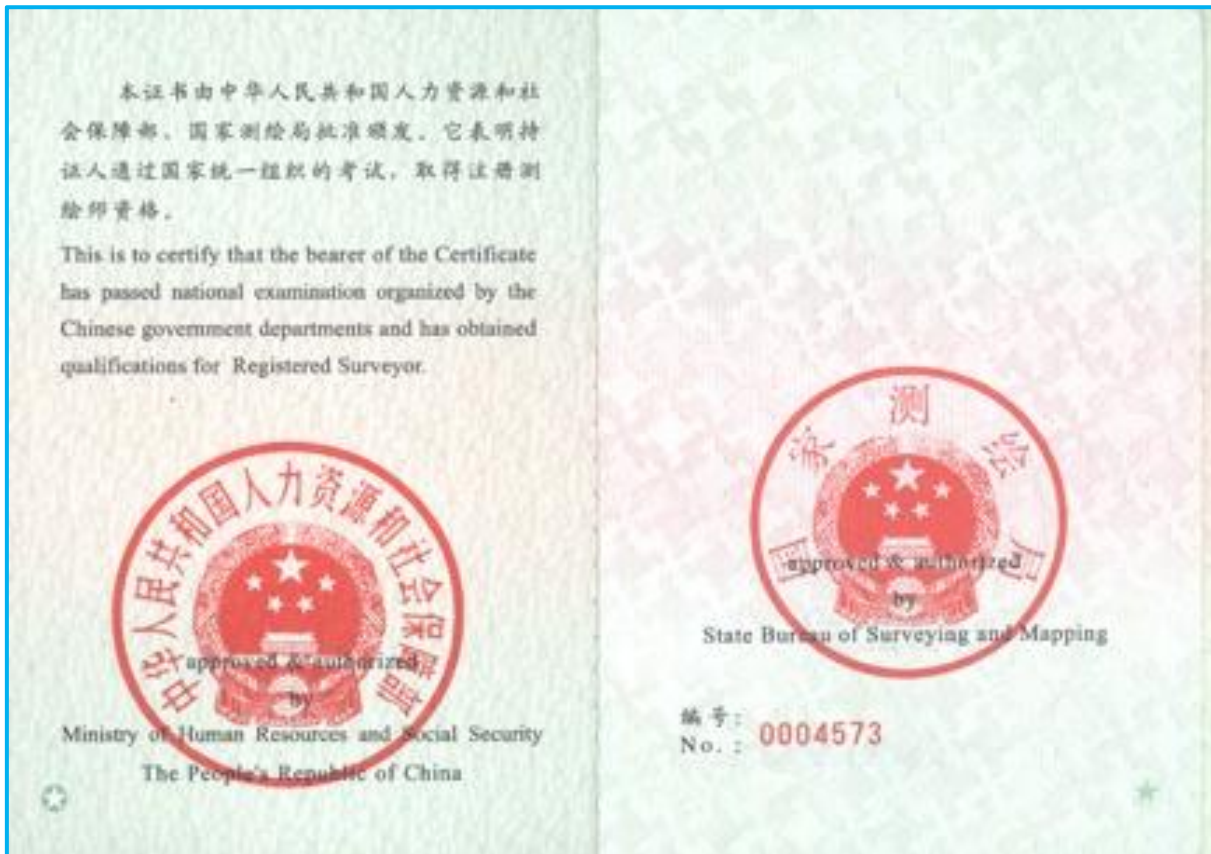 本证书由中华人民共和国人力资源和社
会保障部、国家测绘局批准颁发。它表明持
证人通过国家统一组织的考试，取得注册测
绘师资格。
This is to certify that the bearer of the Certificate
has passed national examination organized by the
Chinese government departments and has obtained
qualifications for Registered Surveyor.
中华人民共和国人力资源和社会保障部
approved & authorized
by
Ministry of Human Resources and Social Security
The People's Republic of China
国家测绘局
approved & authorized
by
State Bureau of Surveying and Mapping
编号:
No. : 0004573